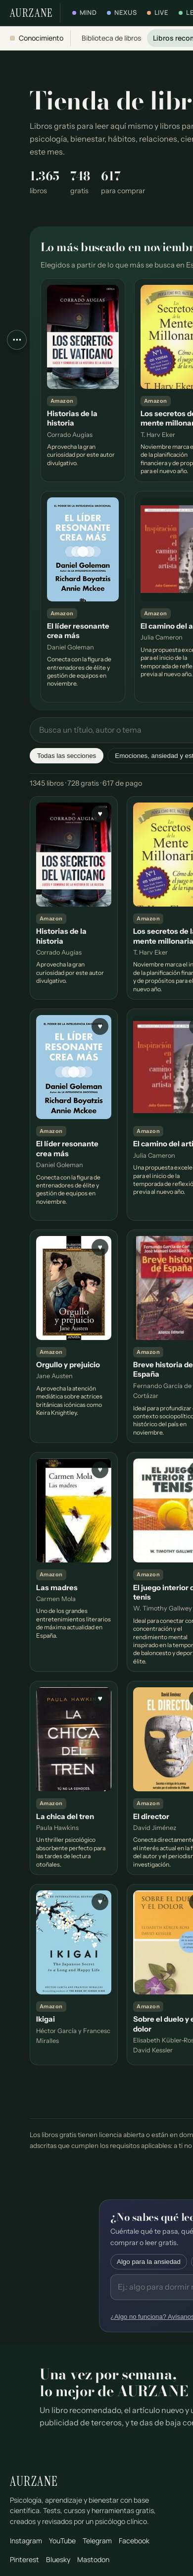 AURZANE
MIND
NEXUS
LIVE
Conocimiento
Biblioteca de libros
Tienda de libr
Libros gratis para leer aquí mismo y libros par
psicología, bienestar, hábitos, relaciones, cien
este mes.
1.365
748
617
libros
gratis
para comprar
Lo más buscado en noviemb
Elegidos a partir de lo que más se busca en Es
Amazon
Historias de la
historia
Corrado Augias
Aprovecha la gran
curiosidad por este autor
divulgativo.
Amazon
Los secretos de
mente millonar
T. Harv Eker
Noviembre marca e
de la planificación
financiera y de prop
para el nuevo año.
Amazon
El líder resonante
crea más
Daniel Goleman
Conecta con la figura de
entrenadores de élite y
gestión de equipos en
noviembre.
Amazon
El camino del a
Julia Cameron
Una propuesta exce
para el inicio de la
temporada de refle
previa al nuevo año.
Busca un título, autor o tema
Todas las secciones
Emociones, ansiedad y est
1345 libros · 728 gratis · 617 de pago
Amazon
Historias de la
historia
Corrado Augias
Aprovecha la gran
curiosidad por este autor
divulgativo.
Amazon
Los secretos de l
mente millonaria
T. Harv Eker
Noviembre marca el in
de la planificación finan
y de propósitos para el
nuevo año.
Amazon
El líder resonante
crea más
Daniel Goleman
Conecta con la figura de
entrenadores de élite y
gestión de equipos en
noviembre.
Amazon
El camino del arti
Julia Cameron
Una propuesta excele
para el inicio de la
temporada de reflexió
previa al nuevo año.
Amazon
Orgullo y prejuicio
Jane Austen
Aprovecha la atención
mediática sobre actrices
británicas icónicas como
Keira Knightley.
Amazon
Breve historia de
España
Fernando García de
Cortázar
Ideal para profundizar
contexto sociopolítico
histórico del país en
noviembre.
Amazon
Las madres
Carmen Mola
Uno de los grandes
entretenimientos literarios
de máxima actualidad en
España.
Amazon
El juego interior d
tenis
W. Timothy Gallwey
Ideal para conectar con
concentración y el
rendimiento mental
inspirado en la tempora
de baloncesto y depor
élite.
Amazon
La chica del tren
Paula Hawkins
Un thriller psicológico
absorbente perfecto para
las tardes de lectura
otoñales.
Amazon
El director
David Jiménez
Conecta directamente
el interés actual en la f
del autor y el periodism
investigación.
Amazon
Ikigai
Héctor García y Francesc
Miralles
Amazon
Sobre el duelo y e
dolor
Elisabeth Kübler-Ros
David Kessler
Los libros gratis tienen licencia abierta o están en dom
adscritas que cumplen los requisitos aplicables: a ti no
¿No sabes qué lee
Cuéntale qué te pasa, qu
comprar o leer gratis.
Algo para la ansiedad
Ej.: algo para dormir
¿Algo no funciona? Avísanos
Una vez por semana,
lo mejor de AURZANE
Un libro recomendado, el artículo nuevo y u
publicidad de terceros, y te das de baja co
AURZANE
Psicología, aprendizaje y bienestar con base
científica. Tests, cursos y herramientas gratis,
creados y revisados por un psicólogo clínico.
Instagram
YouTube
Telegram
Facebook
Pinterest
Bluesky
Mastodon